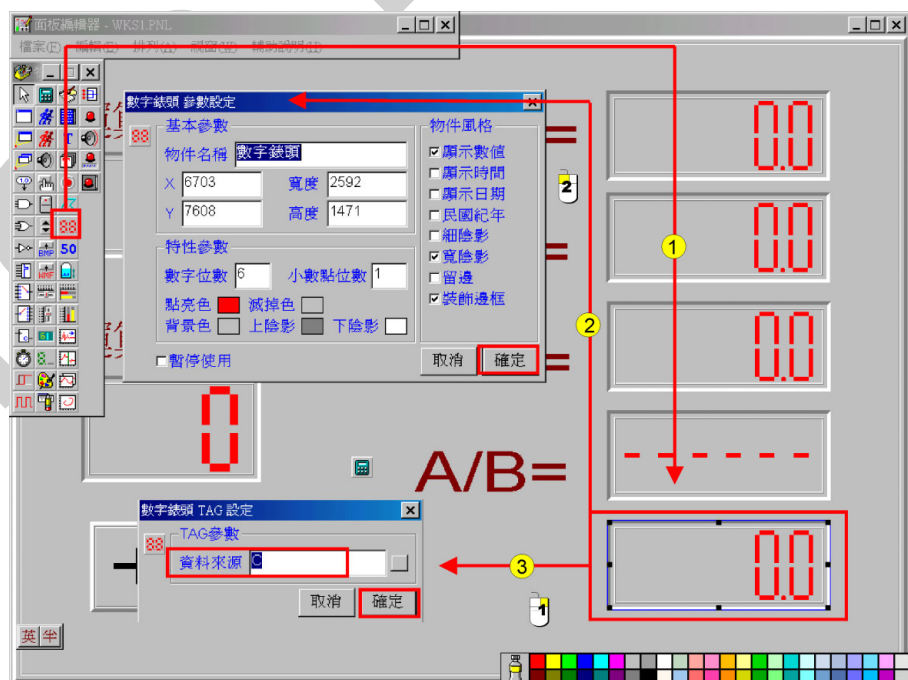 面板編輯器 - WKS1.PNL
檔案(F) 編輯(E) 排列(A) 視窗(W) 輔助說明(H)
數字錶頭 參數設定
基本參數
物件名稱 數字錶頭
X 6703 寬度 2592
Y 7608 高度 1471
特性參數
數字位數 6 小數點位數 1
點亮色 滅掉色
背景色 上陰影 下陰影
暫停使用
物件風格
顯示數值
顯示時間
顯示日期
民國紀年
細陰影
寬陰影
留邊
裝飾邊框
取消 確定
T
50
BMP
WMF
88
=
0.0
2
=
0.0
1
2
=
0.0
0
A/B=
------
0.0
數字錶頭 TAG 設定
TAG參數
88
資料來源 C
取消 確定
3
1
英 半